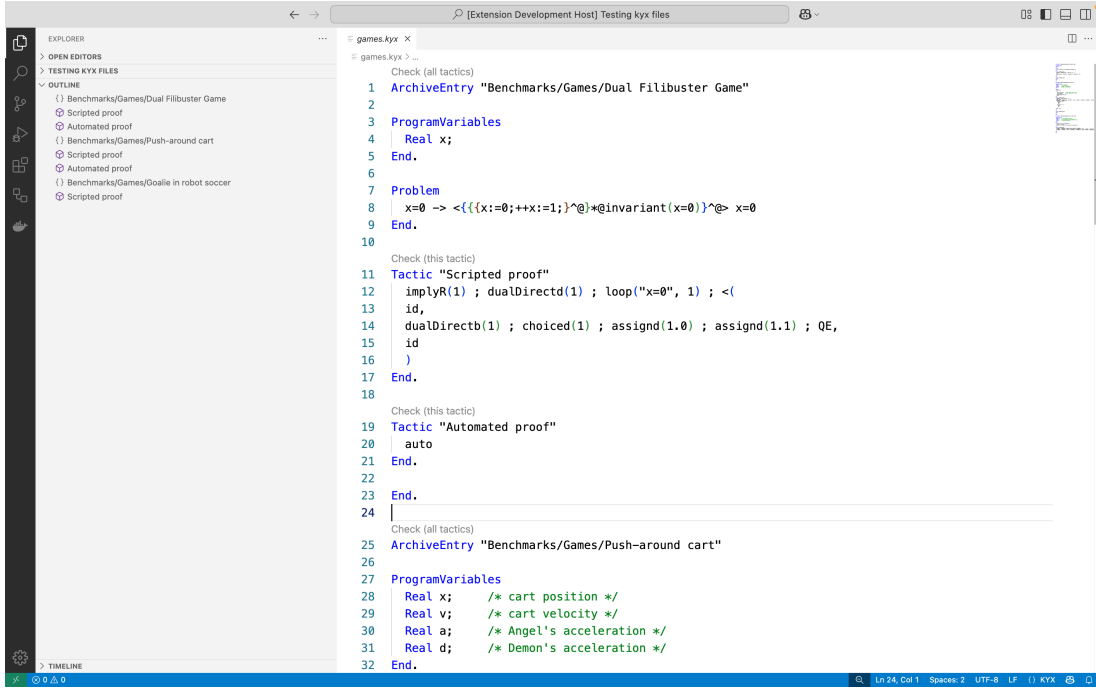 [Extension Development Host] Testing kyx files
EXPLORER
OPEN EDITORS
TESTING KYX FILES
OUTLINE
{} Benchmarks/Games/Dual Filibuster Game
Scripted proof
Automated proof
{} Benchmarks/Games/Push-around cart
Scripted proof
Automated proof
{} Benchmarks/Games/Goalie in robot soccer
Scripted proof
TIMELINE
games.kyx
games.kyx > ...
Check (all tactics)
1 ArchiveEntry "Benchmarks/Games/Dual Filibuster Game"
2
3 ProgramVariables
4 Real x;
5 End.
6
7 Problem
8 x=0 -> <{{{x:=0;++x:=1;}^@}*@invariant(x=0)}^@> x=0
9 End.
10
Check (this tactic)
11 Tactic "Scripted proof"
12 implyR(1) ; dualDirectd(1) ; loop("x=0", 1) ; <(
13 id,
14 dualDirectb(1) ; choiced(1) ; assignd(1.0) ; assignd(1.1) ; QE,
15 id
16 )
17 End.
18
Check (this tactic)
19 Tactic "Automated proof"
20 auto
21 End.
22
23 End.
24
Check (all tactics)
25 ArchiveEntry "Benchmarks/Games/Push-around cart"
26
27 ProgramVariables
28 Real x; /* cart position */
29 Real v; /* cart velocity */
30 Real a; /* Angel's acceleration */
31 Real d; /* Demon's acceleration */
32 End.
0 0
Ln 24, Col 1 Spaces: 2 UTF-8 LF {} KYX